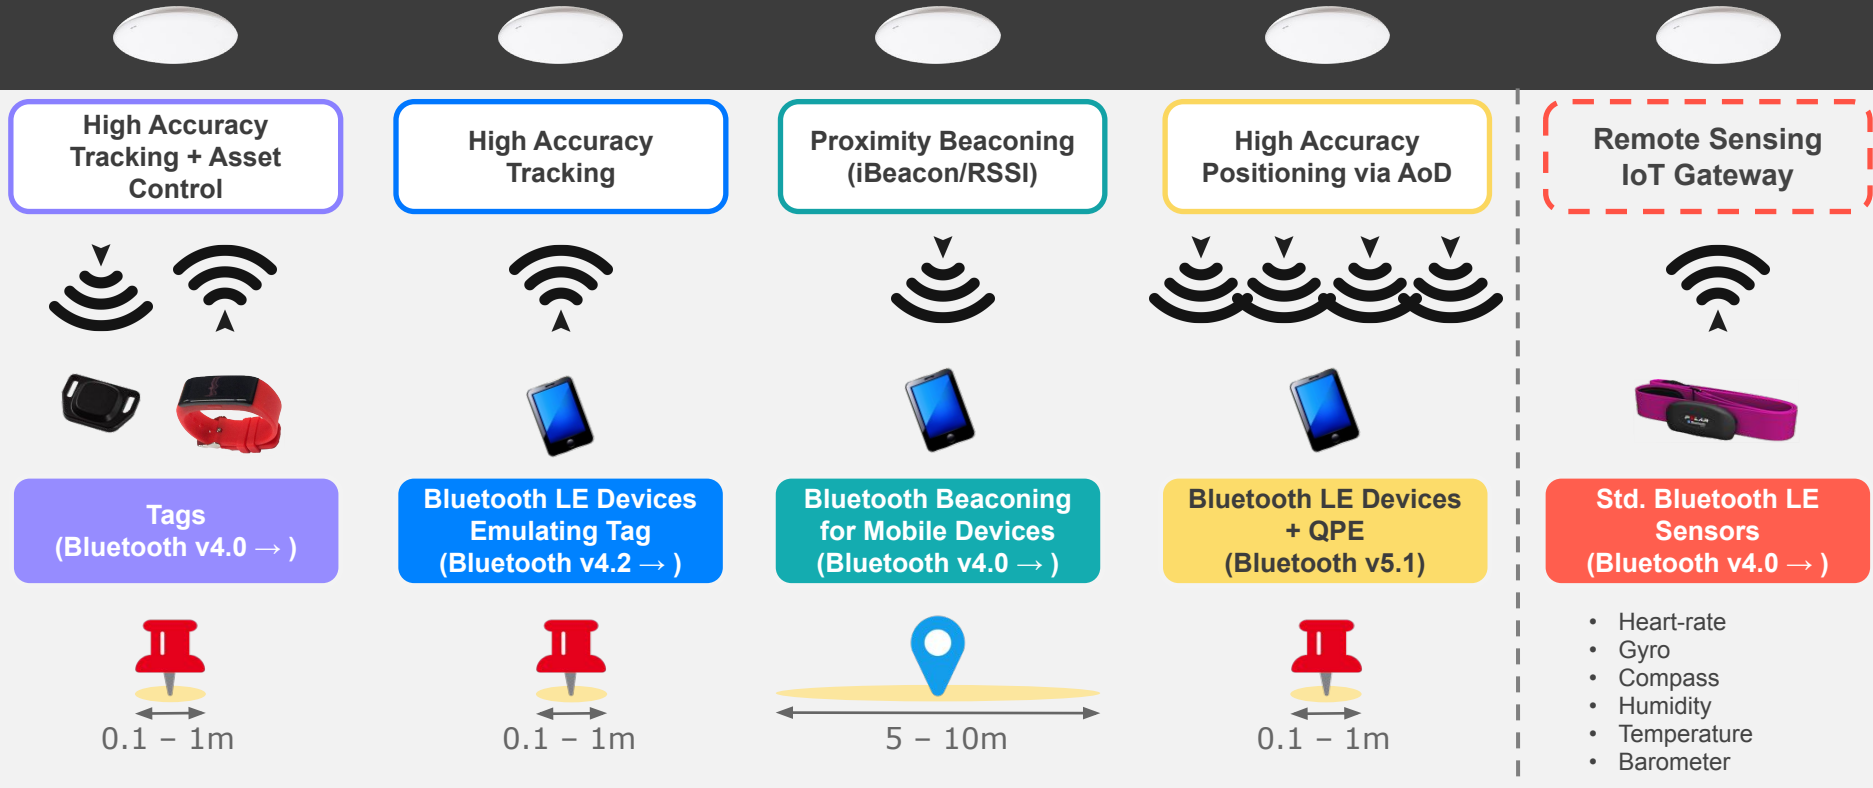 High Accuracy
Tracking + Asset
Control
High Accuracy
Tracking
Proximity Beaconing
(iBeacon/RSSI)
High Accuracy
Positioning via AoD
Remote Sensing
IoT Gateway
POLAR
Tags
(Bluetooth v4.0 → )
Bluetooth LE Devices
Emulating Tag
(Bluetooth v4.2 → )
Bluetooth Beaconing
for Mobile Devices
(Bluetooth v4.0 → )
Bluetooth LE Devices
+ QPE
(Bluetooth v5.1)
Std. Bluetooth LE
Sensors
(Bluetooth v4.0 → )
0.1 – 1m
0.1 – 1m
5 – 10m
0.1 – 1m
• Heart-rate
• Gyro
• Compass
• Humidity
• Temperature
• Barometer